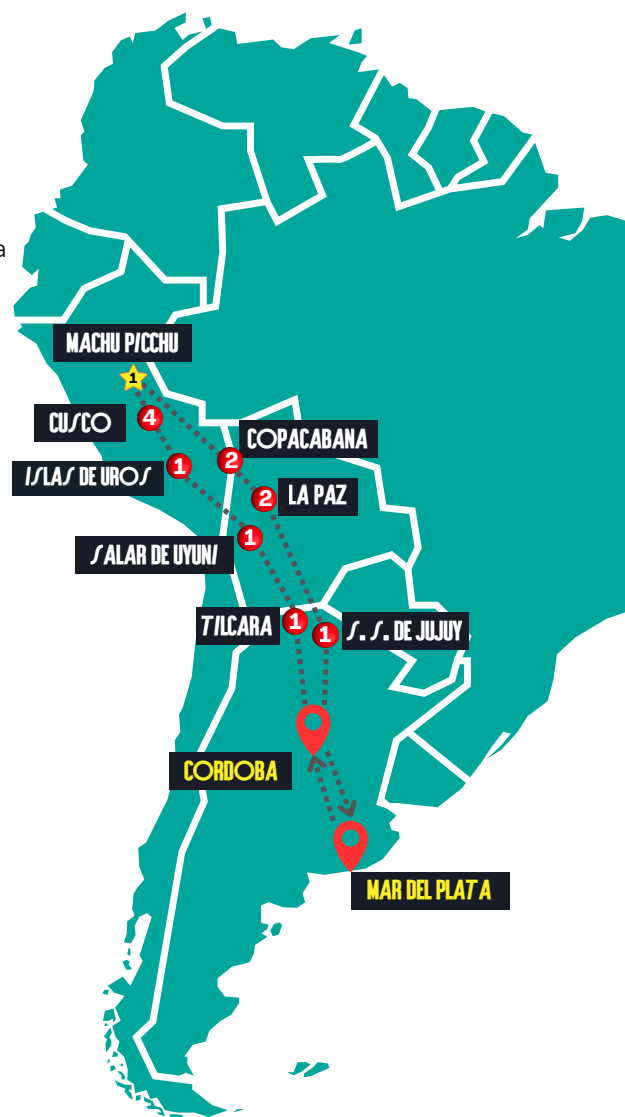 a
MACHU PICCHU
1
CUSCO
4
COPACABANA
2
ISLAS DE UROS
1
2
LA PAZ
SALAR DE UYUNI
1
TILCARA
1
1
S. S. DE JUJUY
CORDOBA
MAR DEL PLATA